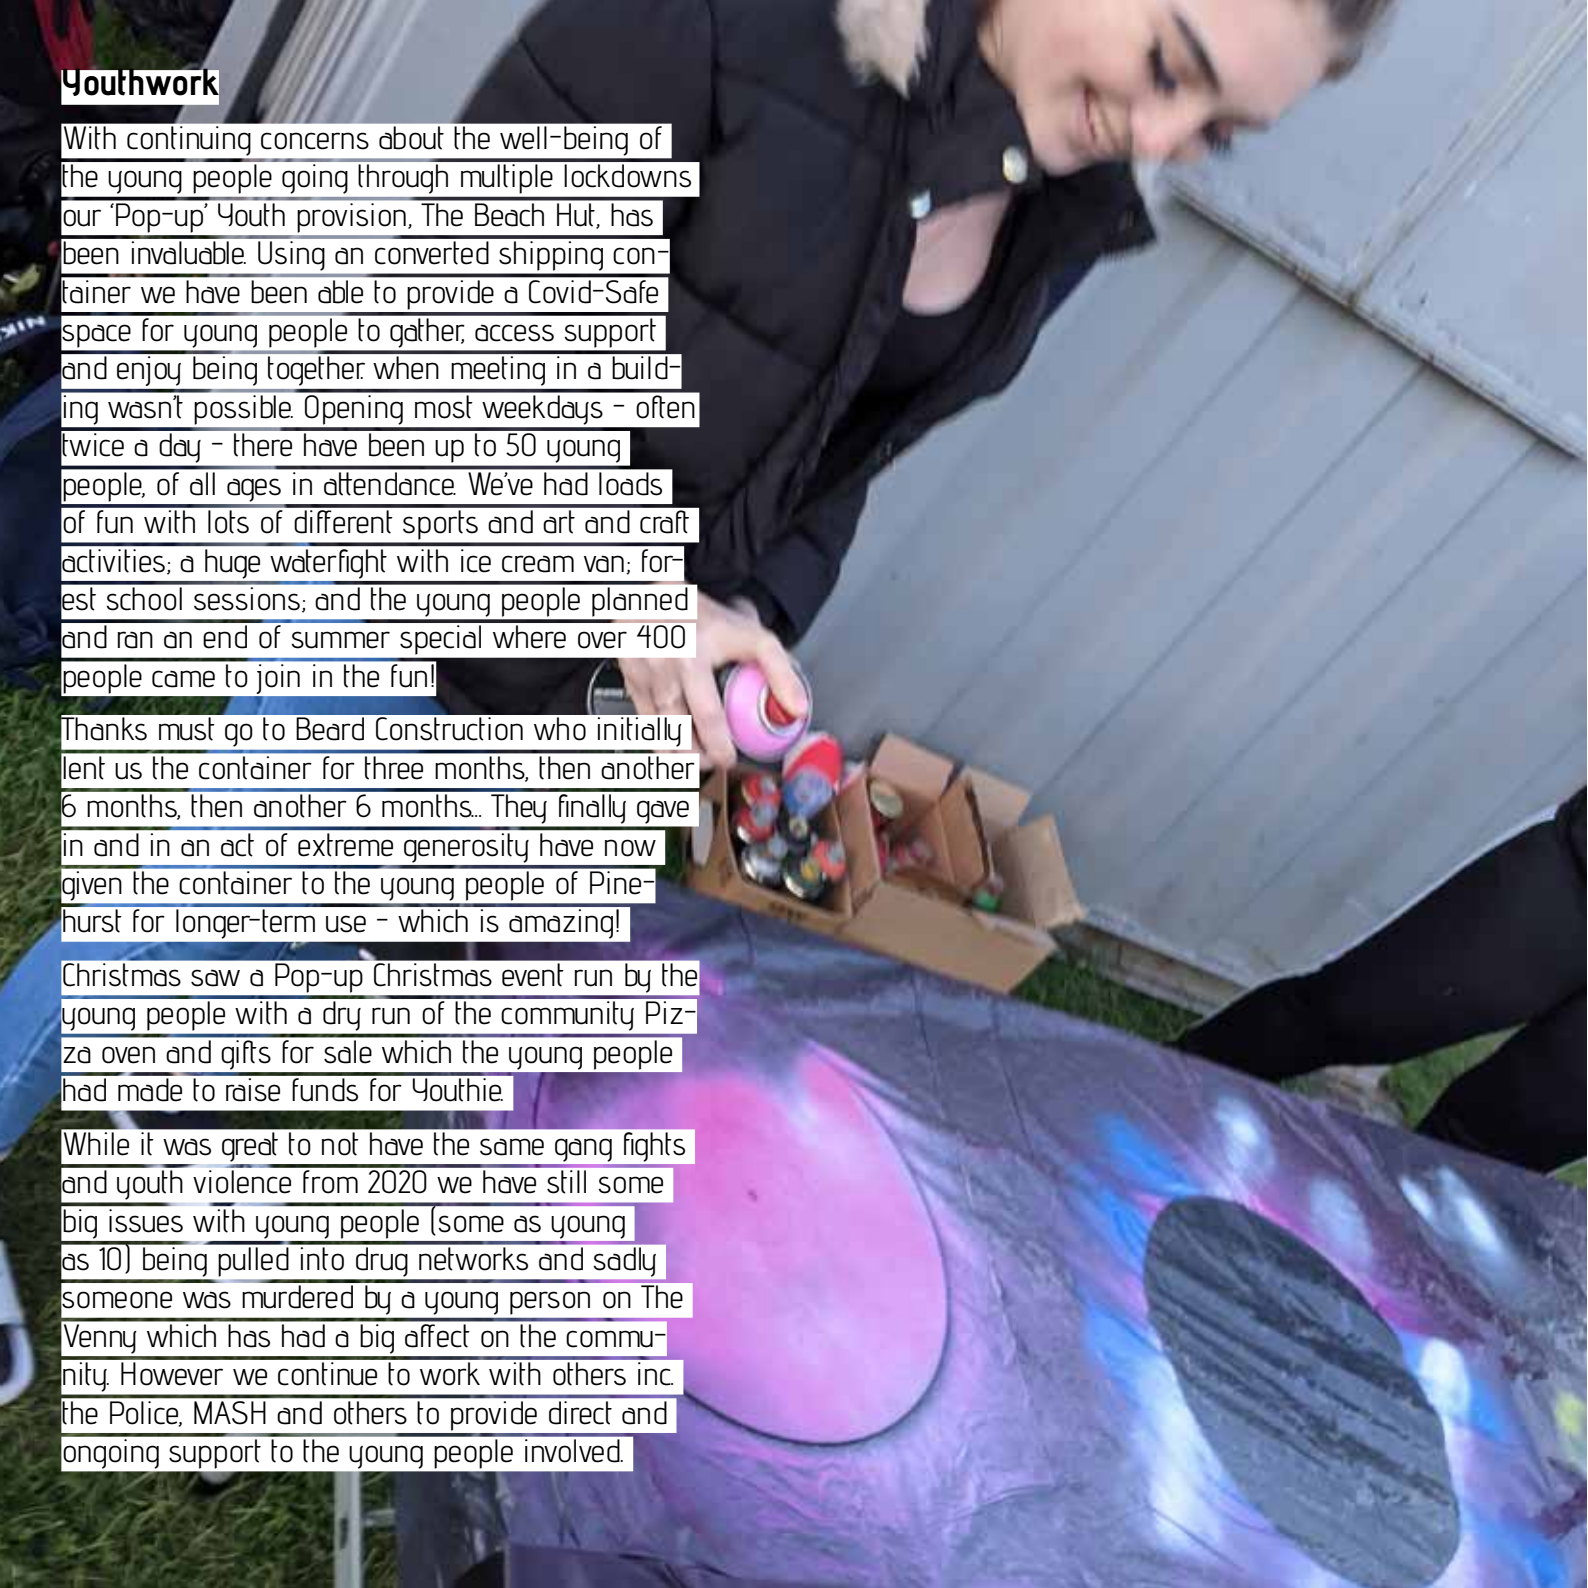 Youthwork
With continuing concerns about the well-being of
the young people going through multiple lockdowns
our ‘Pop-up’ Youth provision, The Beach Hut, has
been invaluable. Using an converted shipping con-
tainer we have been able to provide a Covid-Safe
space for young people to gather, access support
and enjoy being together. when meeting in a build-
ing wasn’t possible. Opening most weekdays - often
twice a day - there have been up to 50 young
people, of all ages in attendance. We’ve had loads
of fun with lots of different sports and art and craft
activities; a huge waterfight with ice cream van; for-
est school sessions; and the young people planned
and ran an end of summer special where over 400
people came to join in the fun!
Thanks must go to Beard Construction who initially
lent us the container for three months, then another
6 months, then another 6 months... They finally gave
in and in an act of extreme generosity have now
given the container to the young people of Pine-
hurst for longer-term use - which is amazing!
Christmas saw a Pop-up Christmas event run by the
young people with a dry run of the community Piz-
za oven and gifts for sale which the young people
had made to raise funds for Youthie.
While it was great to not have the same gang fights
and youth violence from 2020 we have still some
big issues with young people (some as young
as 10) being pulled into drug networks and sadly
someone was murdered by a young person on The
Venny which has had a big affect on the commu-
nity. However we continue to work with others inc.
the Police, MASH and others to provide direct and
ongoing support to the young people involved.